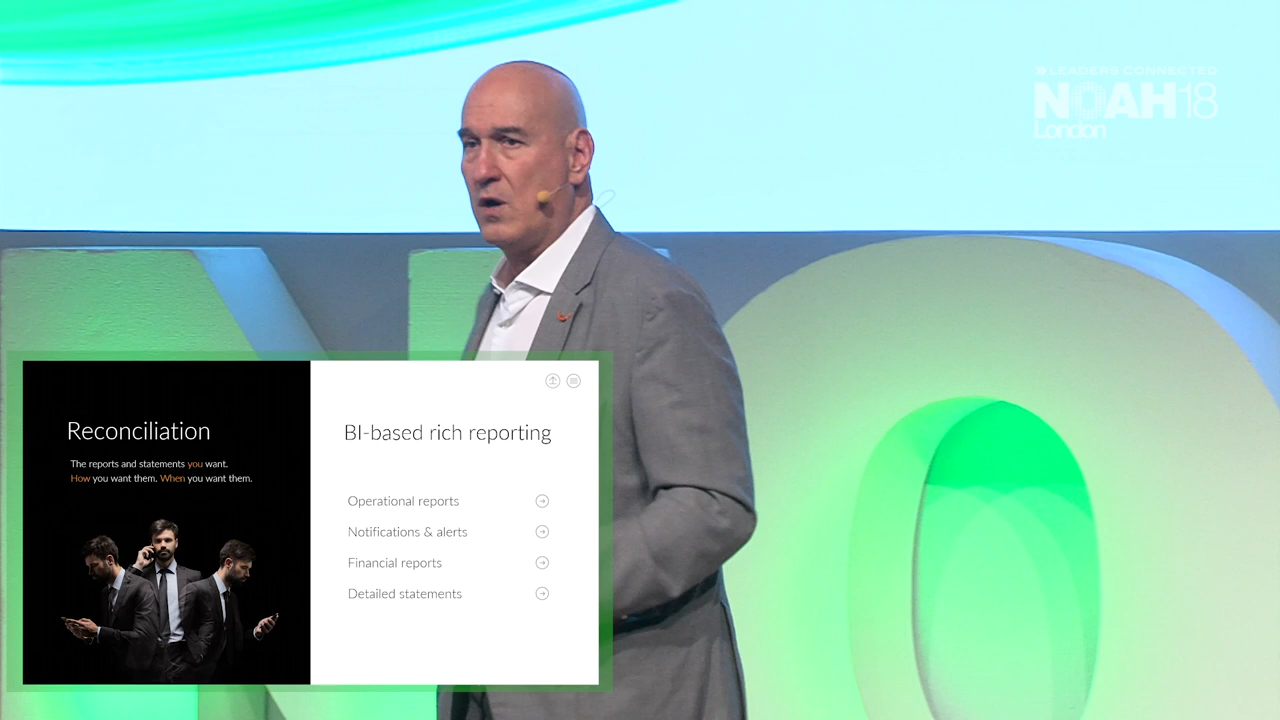 LEADERS CONNECTED
NOAH18
London
NO
Reconciliation
The reports and statements you want.
How you want them. When you want them.
BI-based rich reporting
Operational reports
Notifications & alerts
Financial reports
Detailed statements